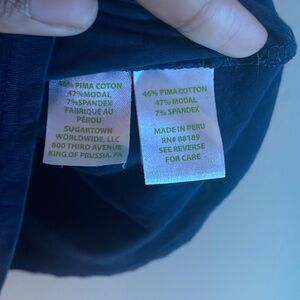 46% PIMA COTTON
47% MODAL
7% SPANDEX
FABRIQUÉ AU
PÉROU
SUGARTOWN
WORLDWIDE, LLC
800 THIRD AVENUE
KING OF PRUSSIA, PA
46% PIMA COTTON
47% MODAL
7% SPANDEX
MADE IN PERU
RN# 88189
SEE REVERSE
FOR CARE